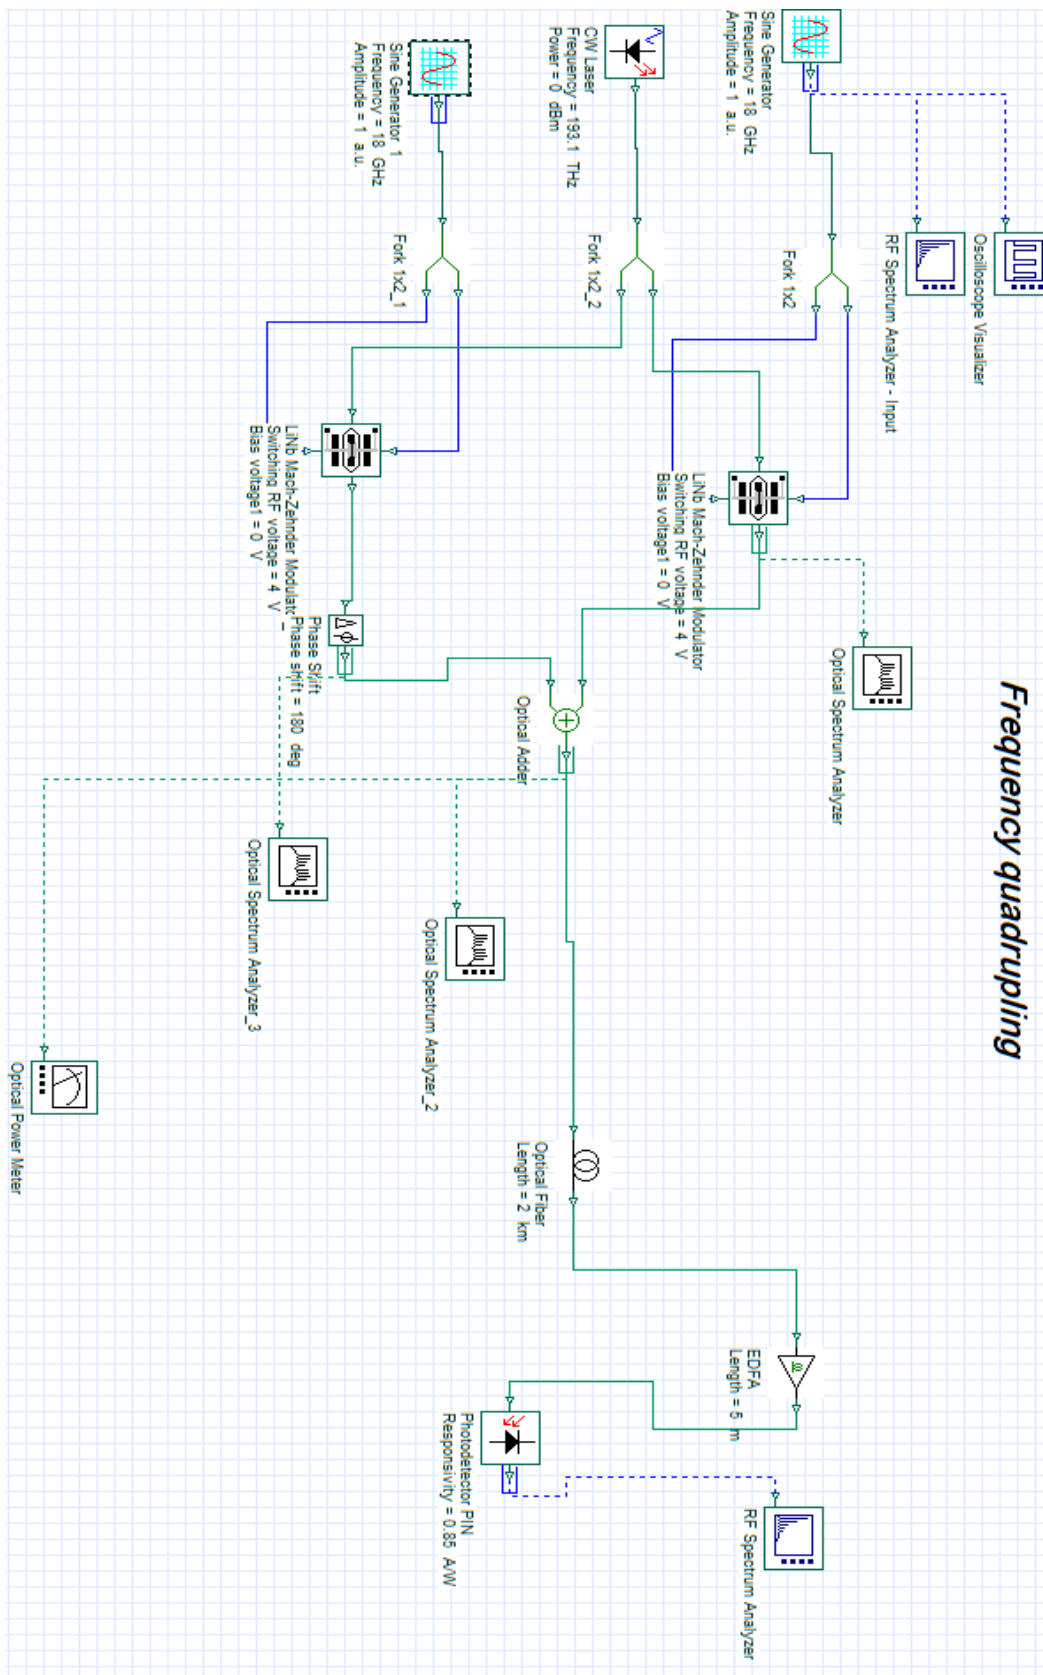 Frequency quadrupling
Sine Generator
Frequency = 18 GHz
Amplitude = 1 a.u.
Oscilloscope Visualizer
RF Spectrum Analyzer - Input
Fork 1x2
CW Laser
Frequency = 193.1 THz
Power = 0 dBm
Fork 1x2_2
Sine Generator 1
Frequency = 18 GHz
Amplitude = 1 a.u.
Fork 1x2_1
LiNb Mach-Zehnder Modulator
Switching RF voltage = 4 V
Bias voltage1 = 0 V
LiNb Mach-Zehnder Modulato
Switching RF voltage = 4 V _
Bias voltage1 = 0 V
Phase Shift
Phase shift = 180 deg
Optical Spectrum Analyzer
Optical Adder
Optical Spectrum Analyzer_3
Optical Spectrum Analyzer_2
Optical Power Meter
Optical Fiber
Length = 2 km
EDFA
Length = 5 m
Photodetector PIN
Responsivity = 0.85 A/W
RF Spectrum Analyzer